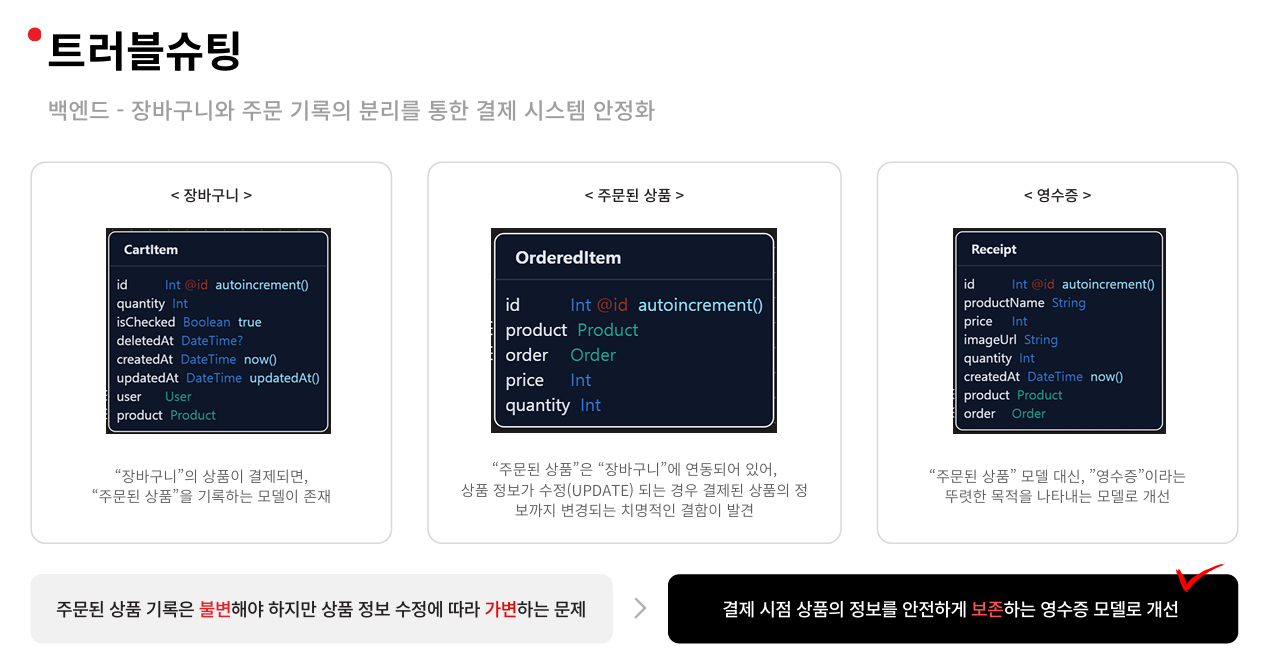 트러블슈팅
백엔드 - 장바구니와 주문 기록의 분리를 통한 결제 시스템 안정화
< 장바구니 >
CartItem
id Int @id autoincrement()
quantity Int
isChecked Boolean true
deletedAt DateTime?
createdAt DateTime now()
updatedAt DateTime updatedAt()
user User
product Product
“장바구니”의 상품이 결제되면,
“주문된 상품”을 기록하는 모델이 존재
< 주문된 상품 >
OrderedItem
id Int @id autoincrement()
product Product
order Order
price Int
quantity Int
“주문된 상품”은 “장바구니”에 연동되어 있어,
상품 정보가 수정(UPDATE) 되는 경우 결제된 상품의 정
보까지 변경되는 치명적인 결함이 발견
< 영수증 >
Receipt
id Int @id autoincrement()
productName String
price Int
imageUrl String
quantity Int
createdAt DateTime now()
product Product
order Order
“주문된 상품” 모델 대신, ”영수증”이라는
뚜렷한 목적을 나타내는 모델로 개선
주문된 상품 기록은 불변해야 하지만 상품 정보 수정에 따라 가변하는 문제
결제 시점 상품의 정보를 안전하게 보존하는 영수증 모델로 개선